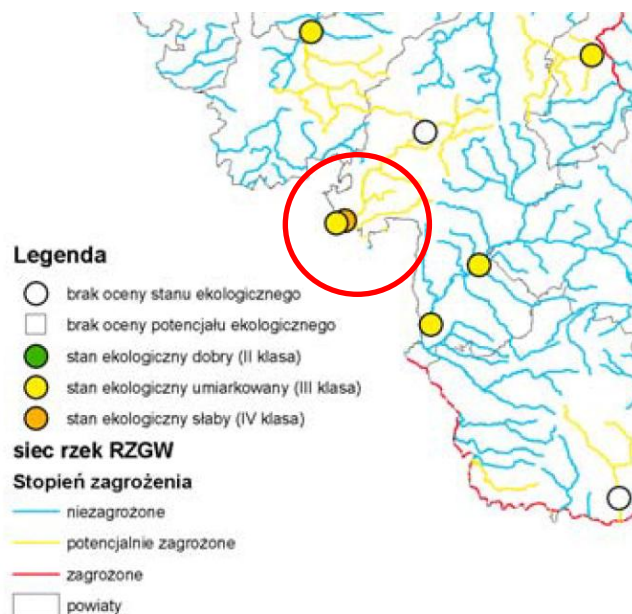 Legenda
brak oceny stanu ekologicznego
brak oceny potencjału ekologicznego
stan ekologiczny dobry (II klasa)
stan ekologiczny umiarkowany (III klasa)
stan ekologiczny słaby (IV klasa)
siec rzek RZGW
Stopień zagrożenia
niezagrożone
potencjalnie zagrożone
zagrożone
powiaty